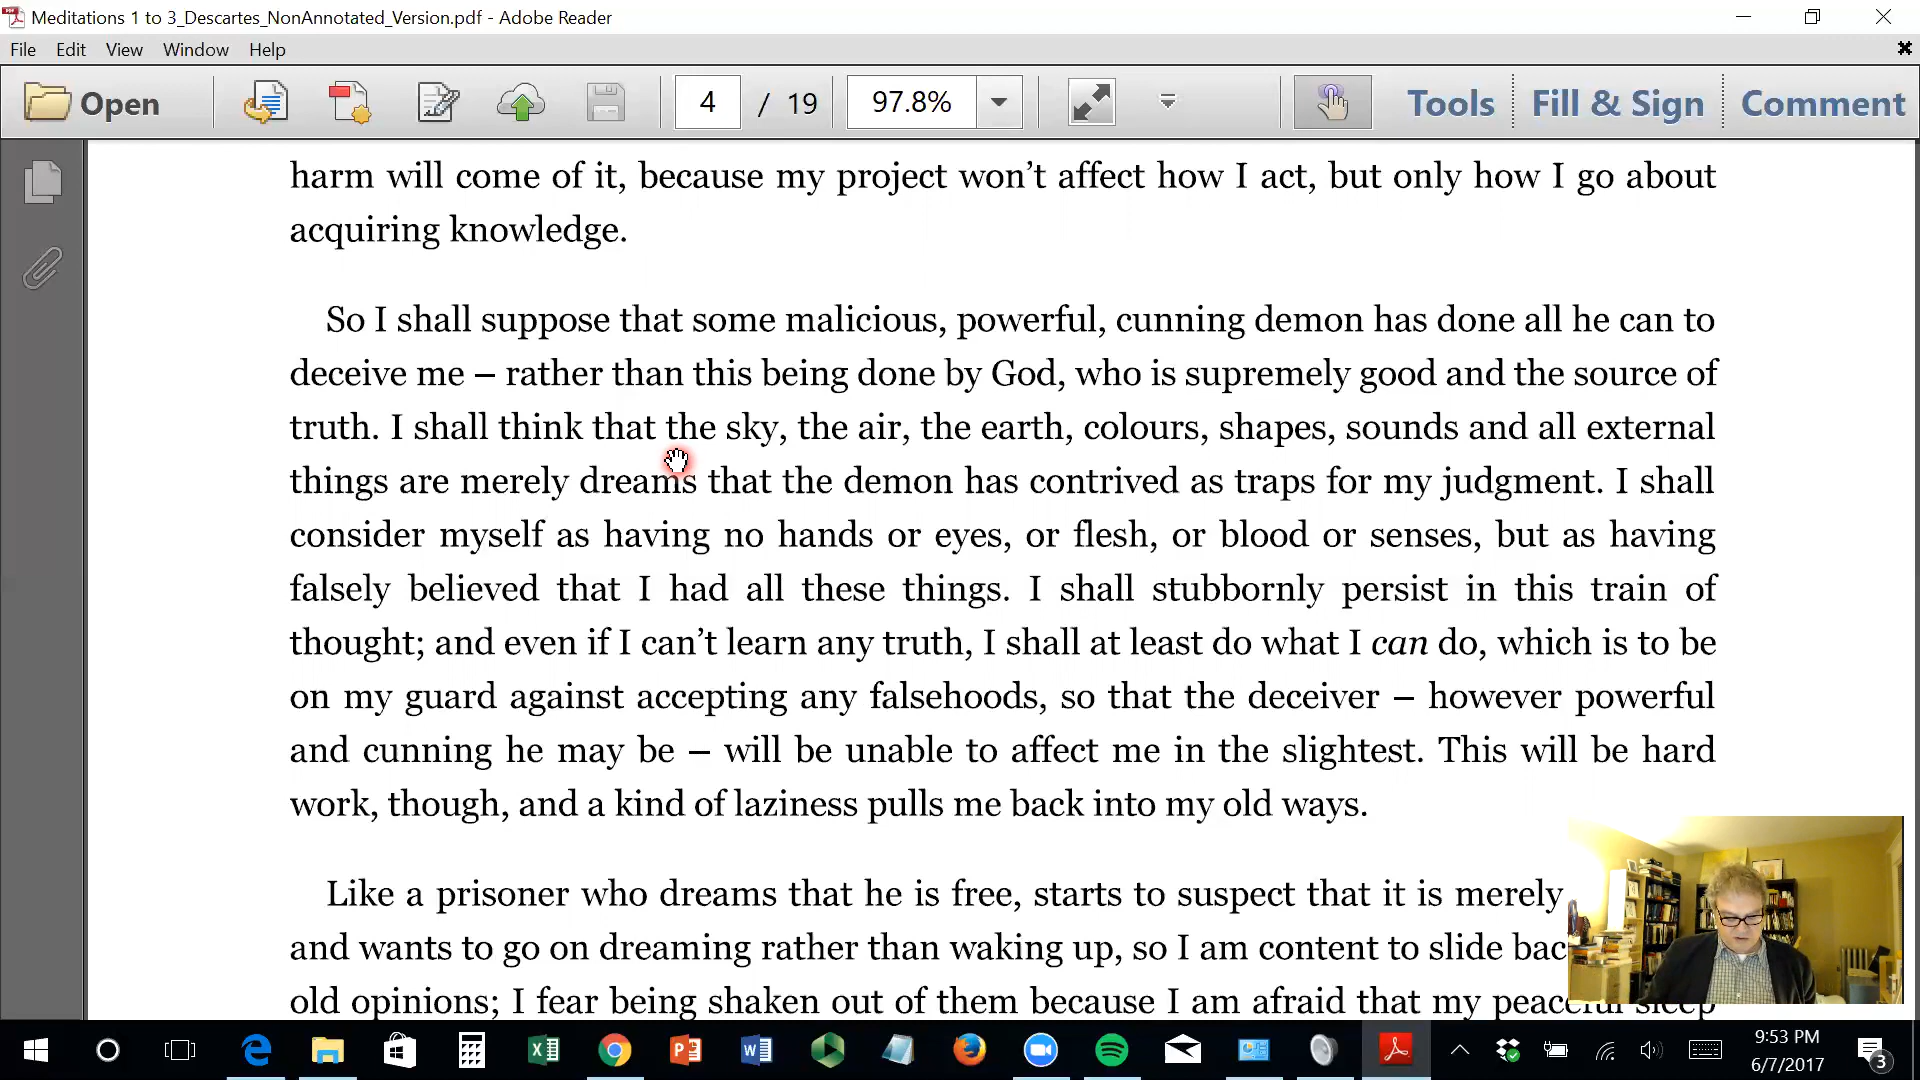 Meditations 1 to 3_Descartes_NonAnnotated_Version.pdf - Adobe Reader
File Edit View Window Help
Open 4 / 19 97.8% Tools Fill & Sign Comment
harm will come of it, because my project won’t affect how I act, but only how I go about
acquiring knowledge.
So I shall suppose that some malicious, powerful, cunning demon has done all he can to
deceive me – rather than this being done by God, who is supremely good and the source of
truth. I shall think that the sky, the air, the earth, colours, shapes, sounds and all external
things are merely dreams that the demon has contrived as traps for my judgment. I shall
consider myself as having no hands or eyes, or flesh, or blood or senses, but as having
falsely believed that I had all these things. I shall stubbornly persist in this train of
thought; and even if I can’t learn any truth, I shall at least do what I can do, which is to be
on my guard against accepting any falsehoods, so that the deceiver – however powerful
and cunning he may be – will be unable to affect me in the slightest. This will be hard
work, though, and a kind of laziness pulls me back into my old ways.
Like a prisoner who dreams that he is free, starts to suspect that it is merely
and wants to go on dreaming rather than waking up, so I am content to slide bac
old opinions; I fear being shaken out of them because I am afraid that my peaceful sleep
9:53 PM
6/7/2017
3